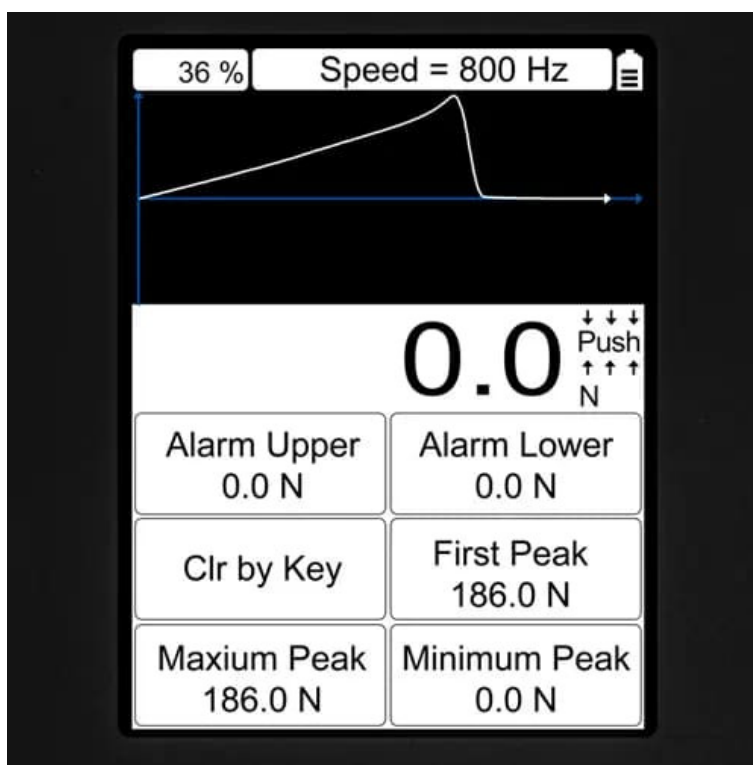 36 %
Speed = 800 Hz
0.0
Push
N
Alarm Upper
0.0 N
Alarm Lower
0.0 N
Clr by Key
First Peak
186.0 N
Maxium Peak
186.0 N
Minimum Peak
0.0 N